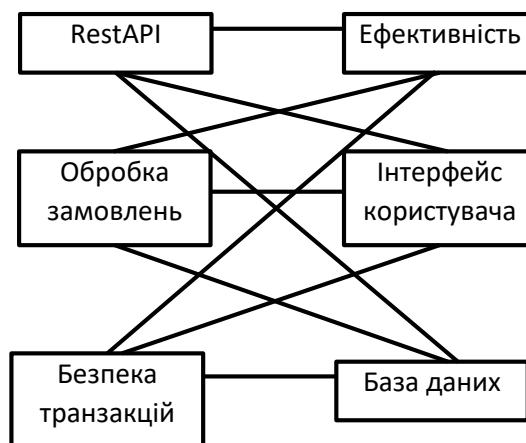 RestAPI
Ефективність
Обробка
замовлень
Інтерфейс
користувача
Безпека
транзакцій
База даних